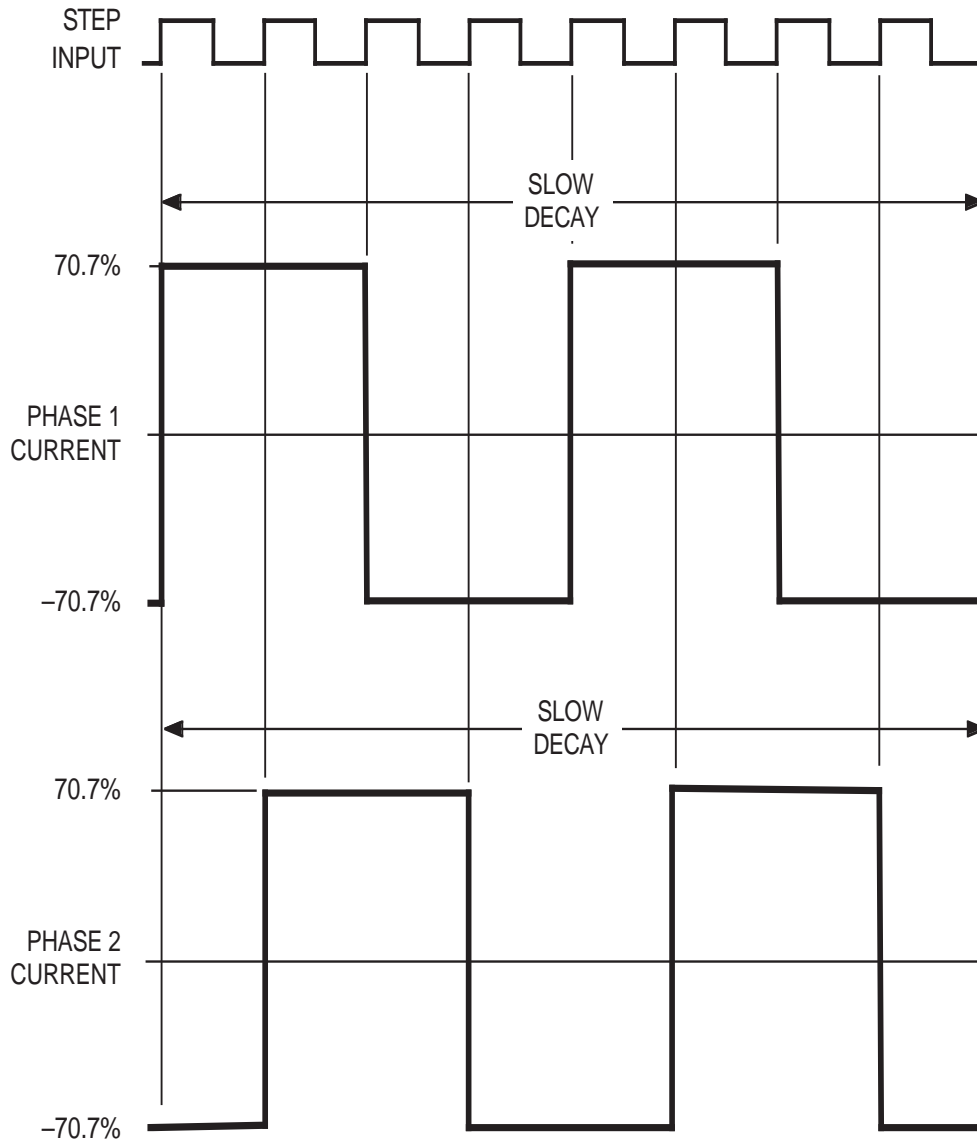 STEP
INPUT
SLOW
DECAY
70.7%
PHASE 1
CURRENT
–70.7%
SLOW
DECAY
70.7%
PHASE 2
CURRENT
–70.7%